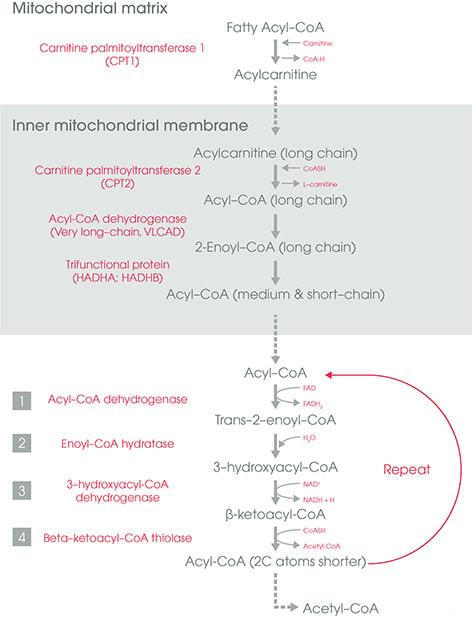 Mitochondrial matrix
Fatty Acyl-CoA
Carnitine palmitoyltransferase 1
(CPT1)
Carnitine
CoA-H
Acylcarnitine
Inner mitochondrial membrane
Acylcarnitine (long chain)
Carnitine palmitoyltransferase 2
(CPT2)
CoASH
L-carnitine
Acyl-CoA (long chain)
Acyl-CoA dehydrogenase
(Very long-chain, VLCAD)
2-Enoyl-CoA (long chain)
Trifunctional protein
(HADHA; HADHB)
Acyl-CoA (medium & short-chain)
Acyl-CoA
1 Acyl-CoA dehydrogenase
FAD
FADH₂
Trans-2-enoyl-CoA
2 Enoyl-CoA hydratase
H₂O
3-hydroxyacyl-CoA
Repeat
3 3-hydroxyacyl-CoA
dehydrogenase
NAD⁺
NADH + H
β-ketoacyl-CoA
4 Beta-ketoacyl-CoA thiolase
CoASH
Acetyl-CoA
Acyl-CoA (2C atoms shorter)
Acetyl-CoA